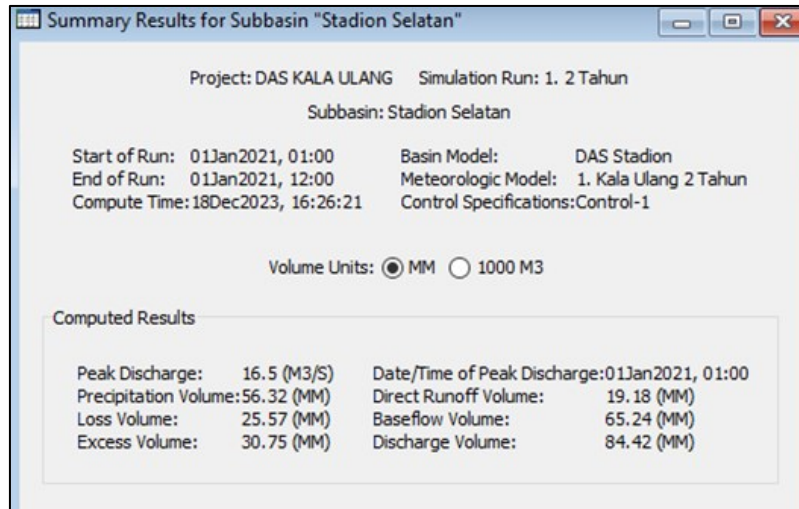 Summary Results for Subbasin "Stadion Selatan"
Project: DAS KALA ULANG Simulation Run: 1. 2 Tahun
Subbasin: Stadion Selatan
Start of Run: 01Jan2021, 01:00 Basin Model: DAS Stadion
End of Run: 01Jan2021, 12:00 Meteorologic Model: 1. Kala Ulang 2 Tahun
Compute Time:18Dec2023, 16:26:21 Control Specifications:Control-1
Volume Units: MM 1000 M3
Computed Results
Peak Discharge: 16.5 (M3/S) Date/Time of Peak Discharge:01Jan2021, 01:00
Precipitation Volume:56.32 (MM) Direct Runoff Volume: 19.18 (MM)
Loss Volume: 25.57 (MM) Baseflow Volume: 65.24 (MM)
Excess Volume: 30.75 (MM) Discharge Volume: 84.42 (MM)